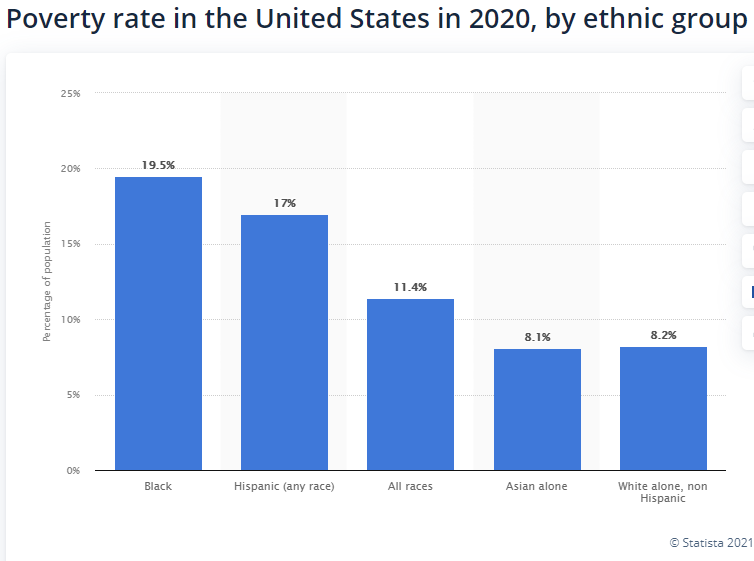 Poverty rate in the United States in 2020, by ethnic group
25%
20%
15%
10%
5%
0%
Percentage of population
19.5%
17%
11.4%
8.1%
8.2%
Black
Hispanic (any race)
All races
Asian alone
White alone, non
Hispanic
© Statista 2021